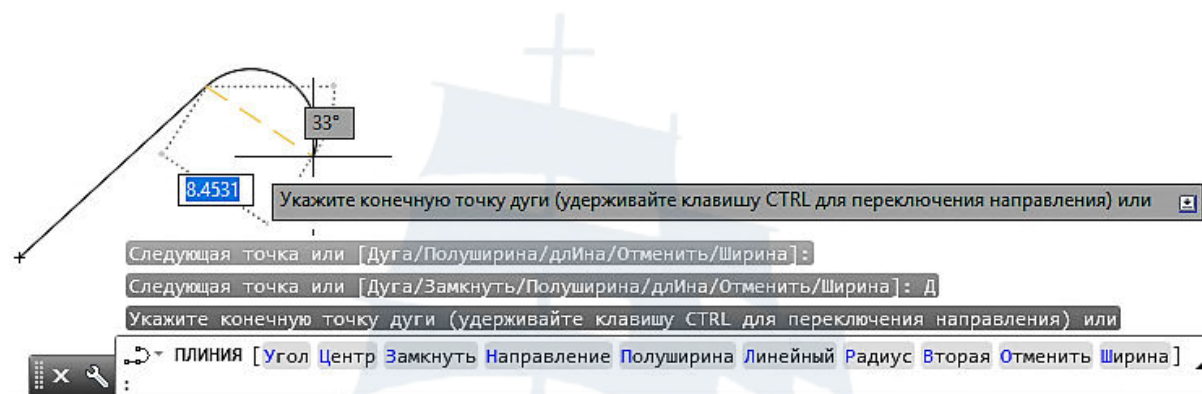 33°
8.4531
Укажите конечную точку дуги (удерживайте клавишу CTRL для переключения направления) или
Следующая точка или [Дуга/Полуширина/длИна/Отменить/Ширина]:
Следующая точка или [Дуга/Замкнуть/Полуширина/длИна/Отменить/Ширина]: Д
Укажите конечную точку дуги (удерживайте клавишу CTRL для переключения направления) или
ПЛИНИЯ [Угол Центр Замкнуть Направление Полуширина Линейный Радиус Вторая Отменить Ширина]
: